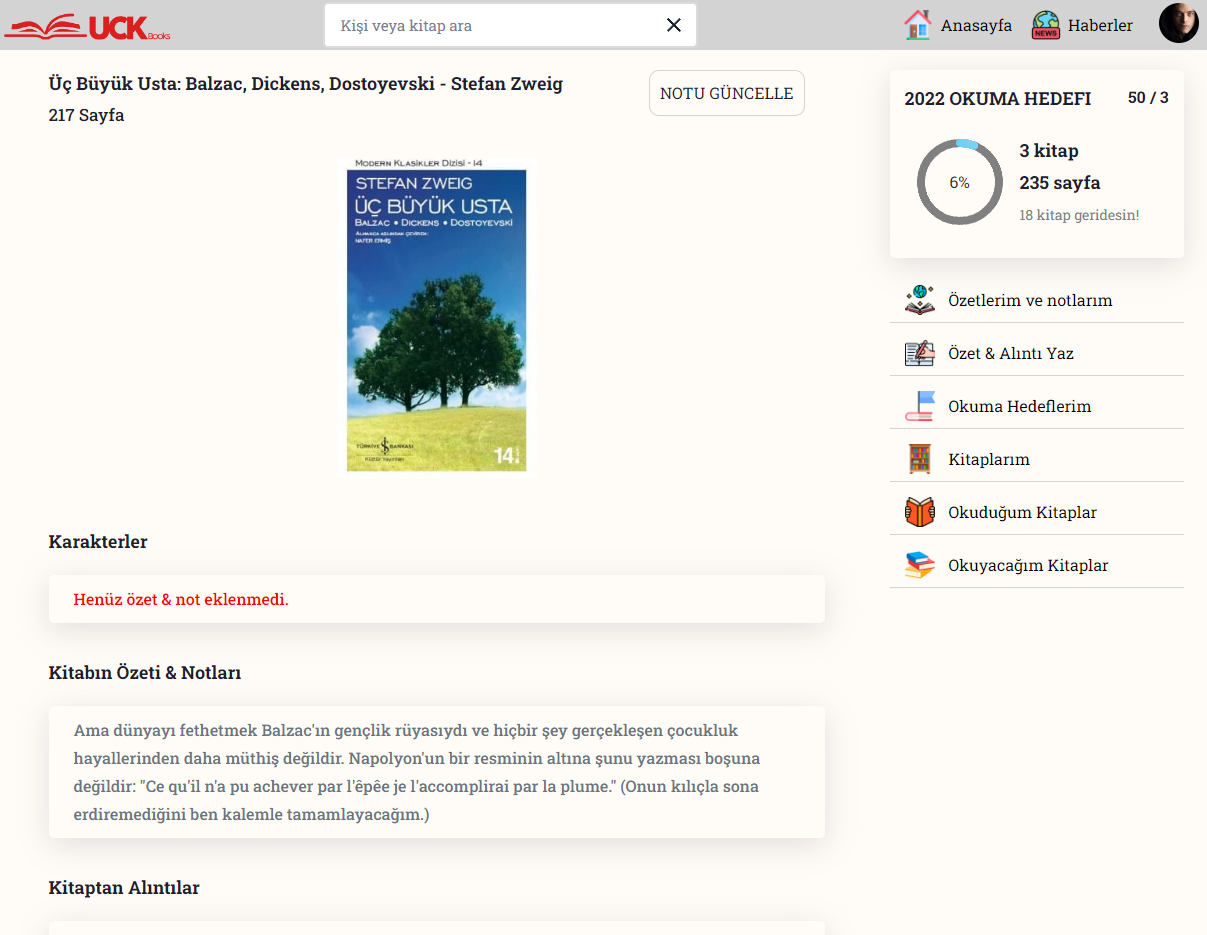 UCK Books
Kişi veya kitap ara
Anasayfa
NEWS
Haberler
Üç Büyük Usta: Balzac, Dickens, Dostoyevski - Stefan Zweig
217 Sayfa
NOTU GÜNCELLE
MODERN KLASİKLER DİZİSİ - 14
STEFAN ZWEIG
ÜÇ BÜYÜK USTA
BALZAC • DICKENS • DOSTOYEVSKİ
ALMANCA ASLINDAN ÇEVİREN:
NAFER ERMİŞ
TÜRKİYE İŞ BANKASI
14.
Karakterler
Henüz özet & not eklenmedi.
Kitabın Özeti & Notları
Ama dünyayı fethetmek Balzac'ın gençlik rüyasıydı ve hiçbir şey gerçekleşen çocukluk
hayallerinden daha müthiş değildir. Napolyon'un bir resminin altına şunu yazması boşuna
değildir: "Ce qu'il n'a pu achever par l'êpêe je l'accomplirai par la plume." (Onun kılıçla sona
erdiremediğini ben kalemle tamamlayacağım.)
Kitaptan Alıntılar
2022 OKUMA HEDEFI
50 / 3
6%
3 kitap
235 sayfa
18 kitap geridesin!
Özetlerim ve notlarım
Özet & Alıntı Yaz
Okuma Hedeflerim
Kitaplarım
Okuduğum Kitaplar
Okuyacağım Kitaplar